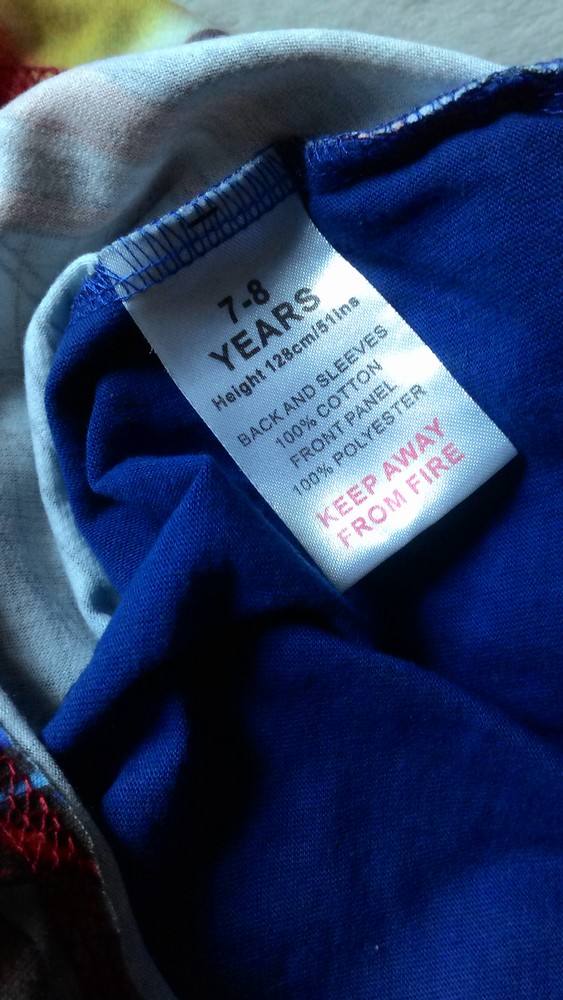 7-8
YEARS
Height 128cm/51ins
BACK AND SLEEVES
100% COTTON
FRONT PANEL
100% POLYESTER
KEEP AWAY
FROM FIRE